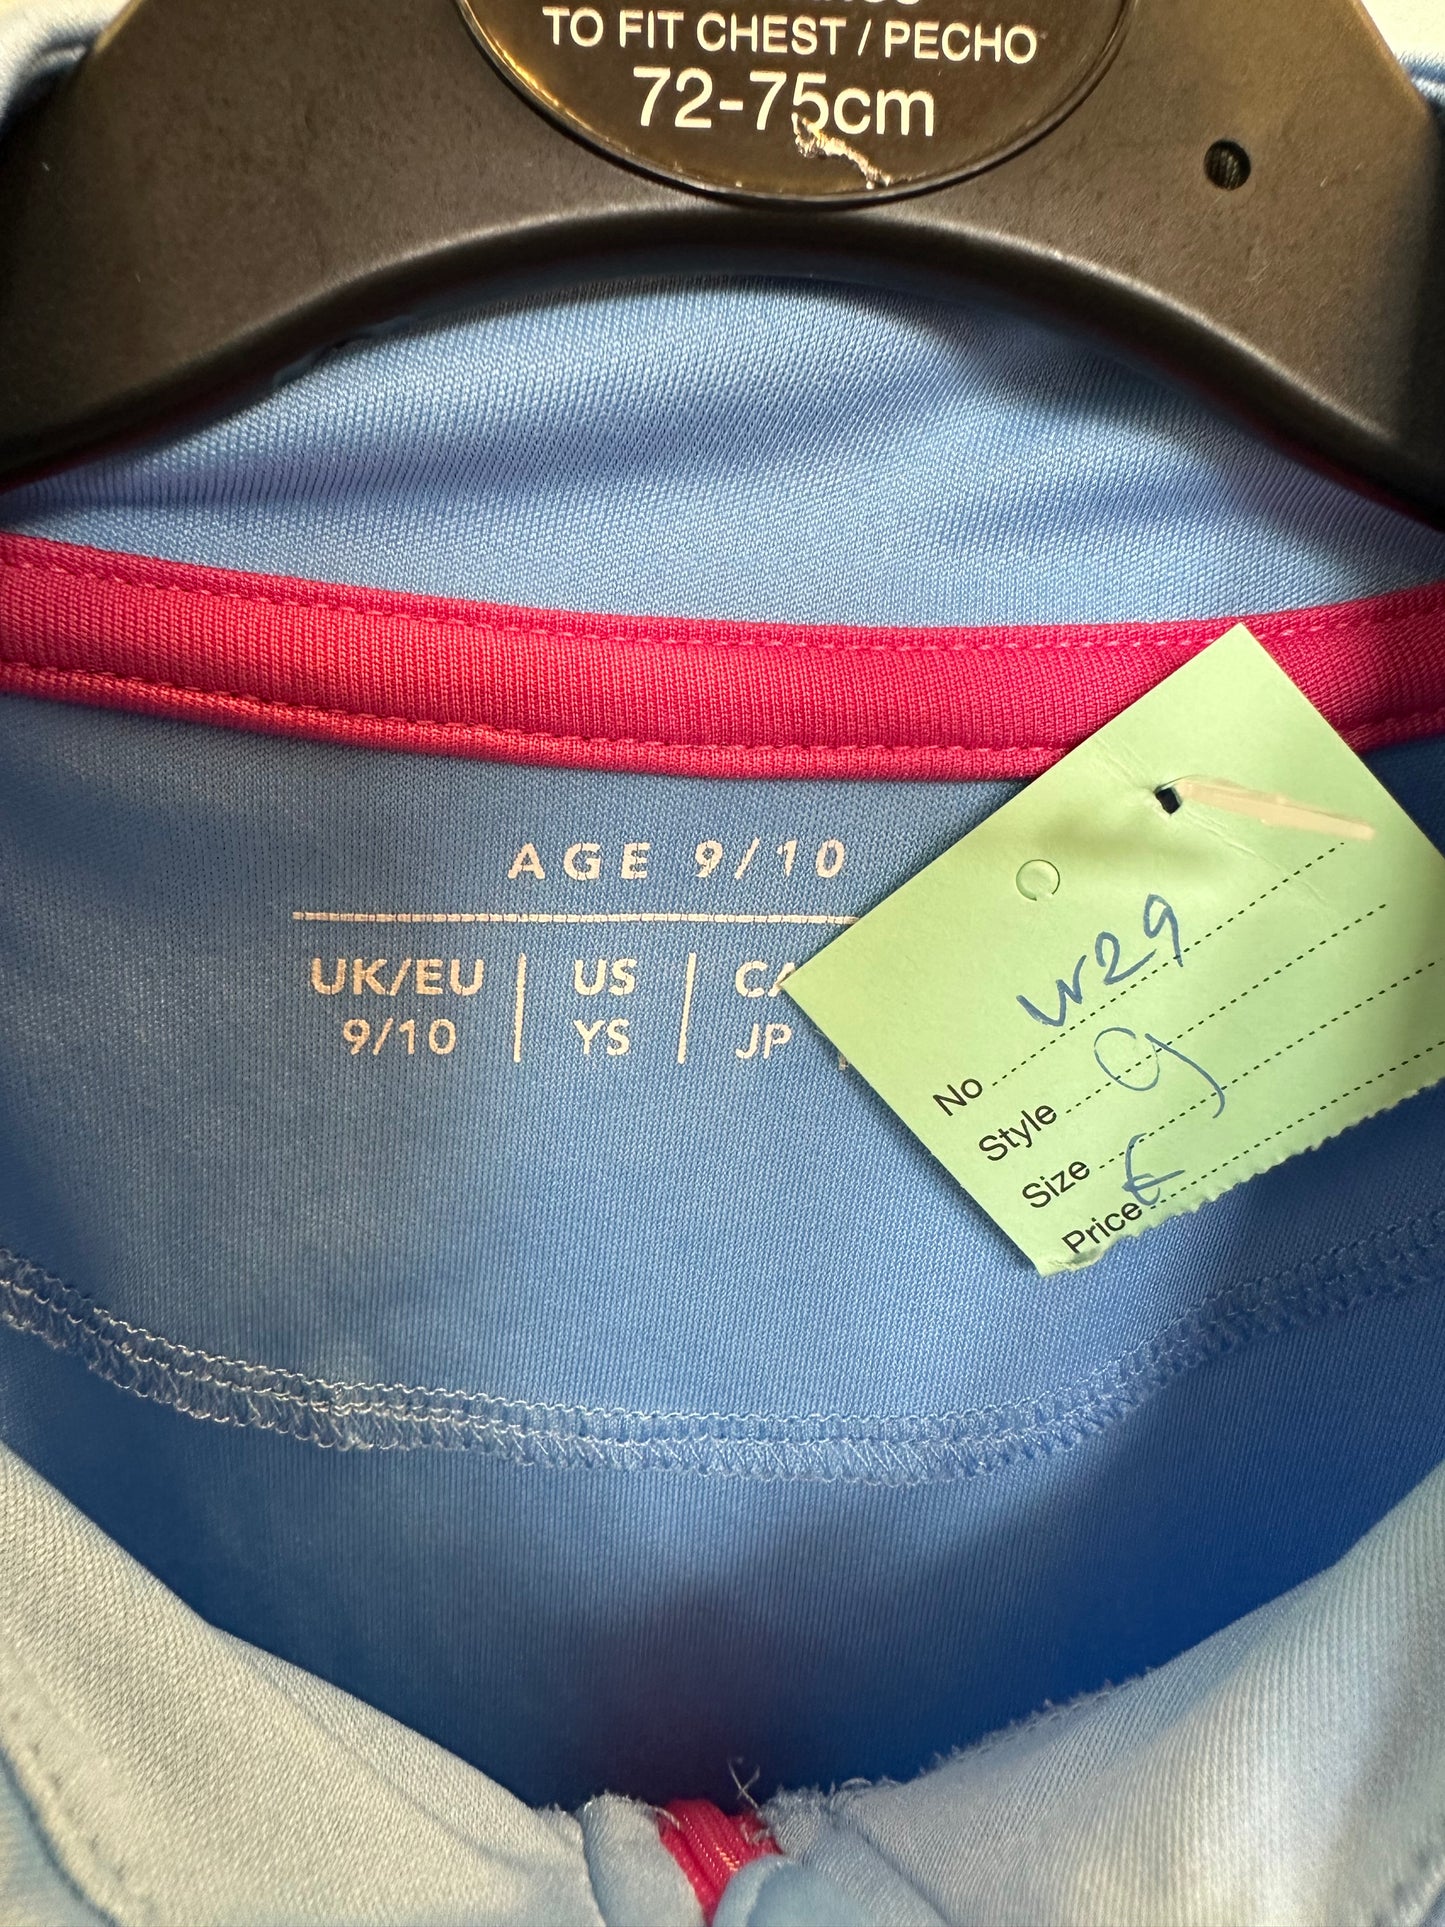 TO FIT CHEST / PECHO
72-75cm
AGE 9/10
UK/EU | US | CA
9/10 | YS | JP
No W29
Style 9
Size
Price €